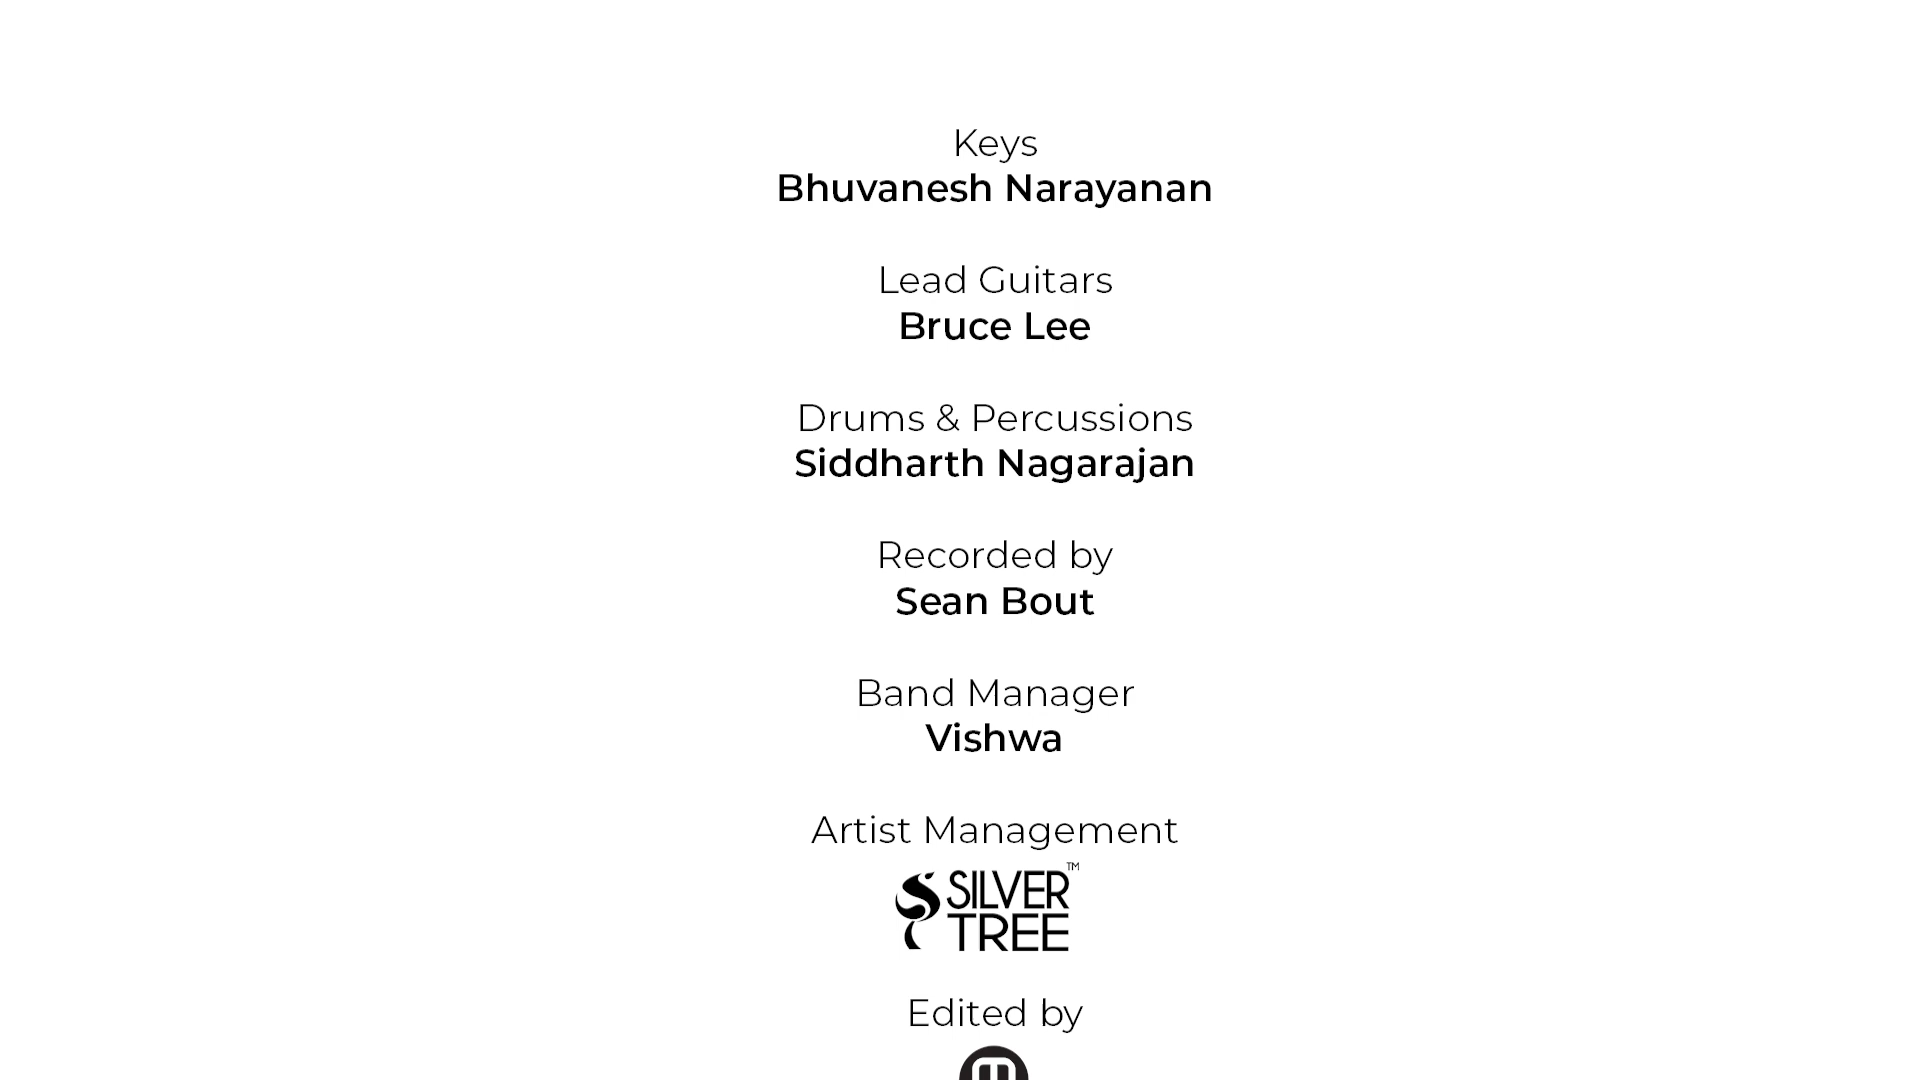 Keys
Bhuvanesh Narayanan
Lead Guitars
Bruce Lee
Drums & Percussions
Siddharth Nagarajan
Recorded by
Sean Bout
Band Manager
Vishwa
Artist Management
SILVER™
TREE
Edited by